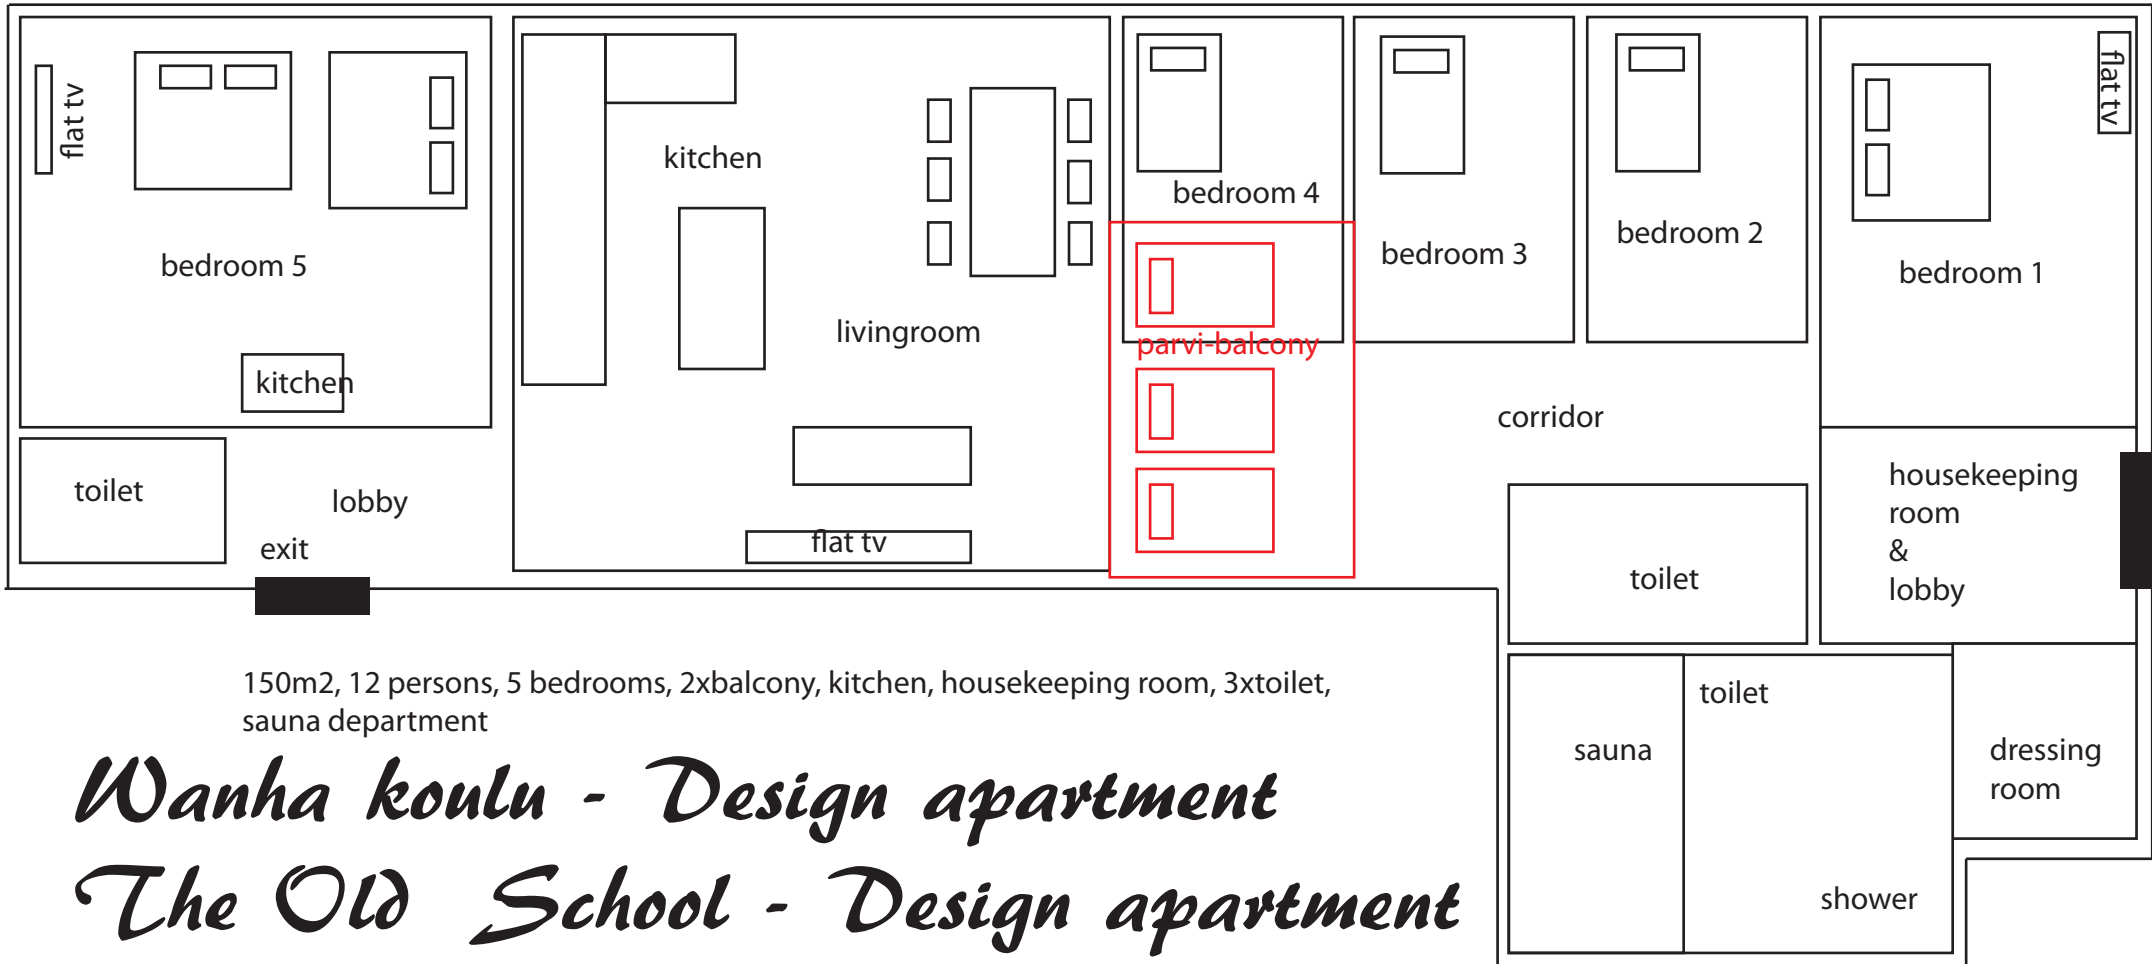 flat tv
flat tv
kitchen
bedroom 4
bedroom 2
bedroom 3
bedroom 5
bedroom 1
livingroom
parvi-balcony
kitchen
corridor
toilet
lobby
housekeeping
room
&
lobby
exit
flat tv
toilet
150m2, 12 persons, 5 bedrooms, 2xbalcony, kitchen, housekeeping room, 3xtoilet,
sauna department
toilet
sauna
dressing
room
shower
Wanha koulu - Design apartment
The Old School - Design apartment